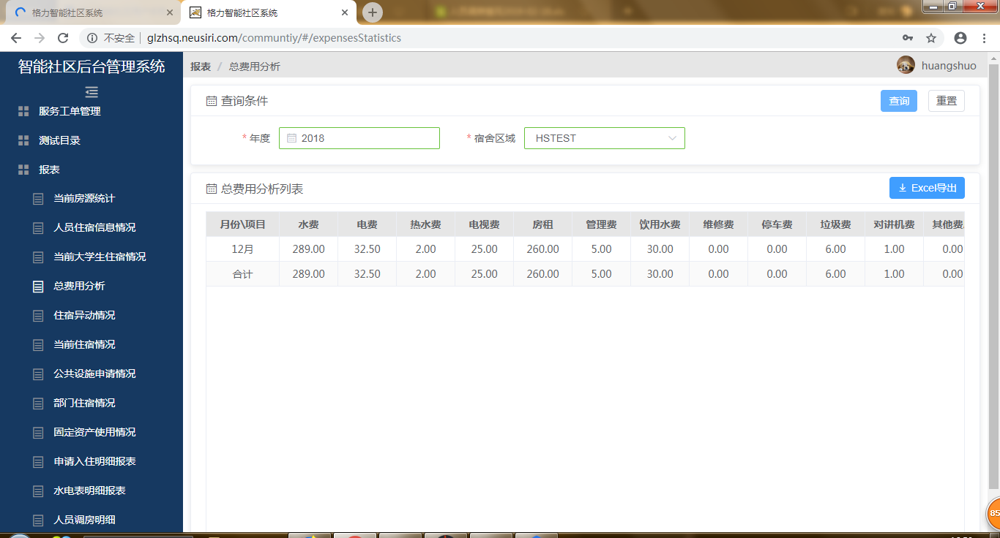 格力智能社区系统
格力智能社区系统
不安全 glzhsq.neusiri.com/communtiy/#/expensesStatistics
智能社区后台管理系统
服务工单管理
测试目录
报表
当前房源统计
人员住宿信息情况
当前大学生住宿情况
总费用分析
住宿异动情况
当前住宿情况
公共设施申请情况
部门住宿情况
固定资产使用情况
申请入住明细报表
水电表明细报表
人员调房明细
报表 / 总费用分析
huangshuo
查询条件 查询 重置
* 年度 2018 * 宿舍区域 HSTEST
总费用分析列表 Excel导出
月份\项目 水费 电费 热水费 电视费 房租 管理费 饮用水费 维修费 停车费 垃圾费 对讲机费 其他费
12月 289.00 32.50 2.00 25.00 260.00 5.00 30.00 0.00 0.00 6.00 1.00 0.00
合计 289.00 32.50 2.00 25.00 260.00 5.00 30.00 0.00 0.00 6.00 1.00 0.00
85